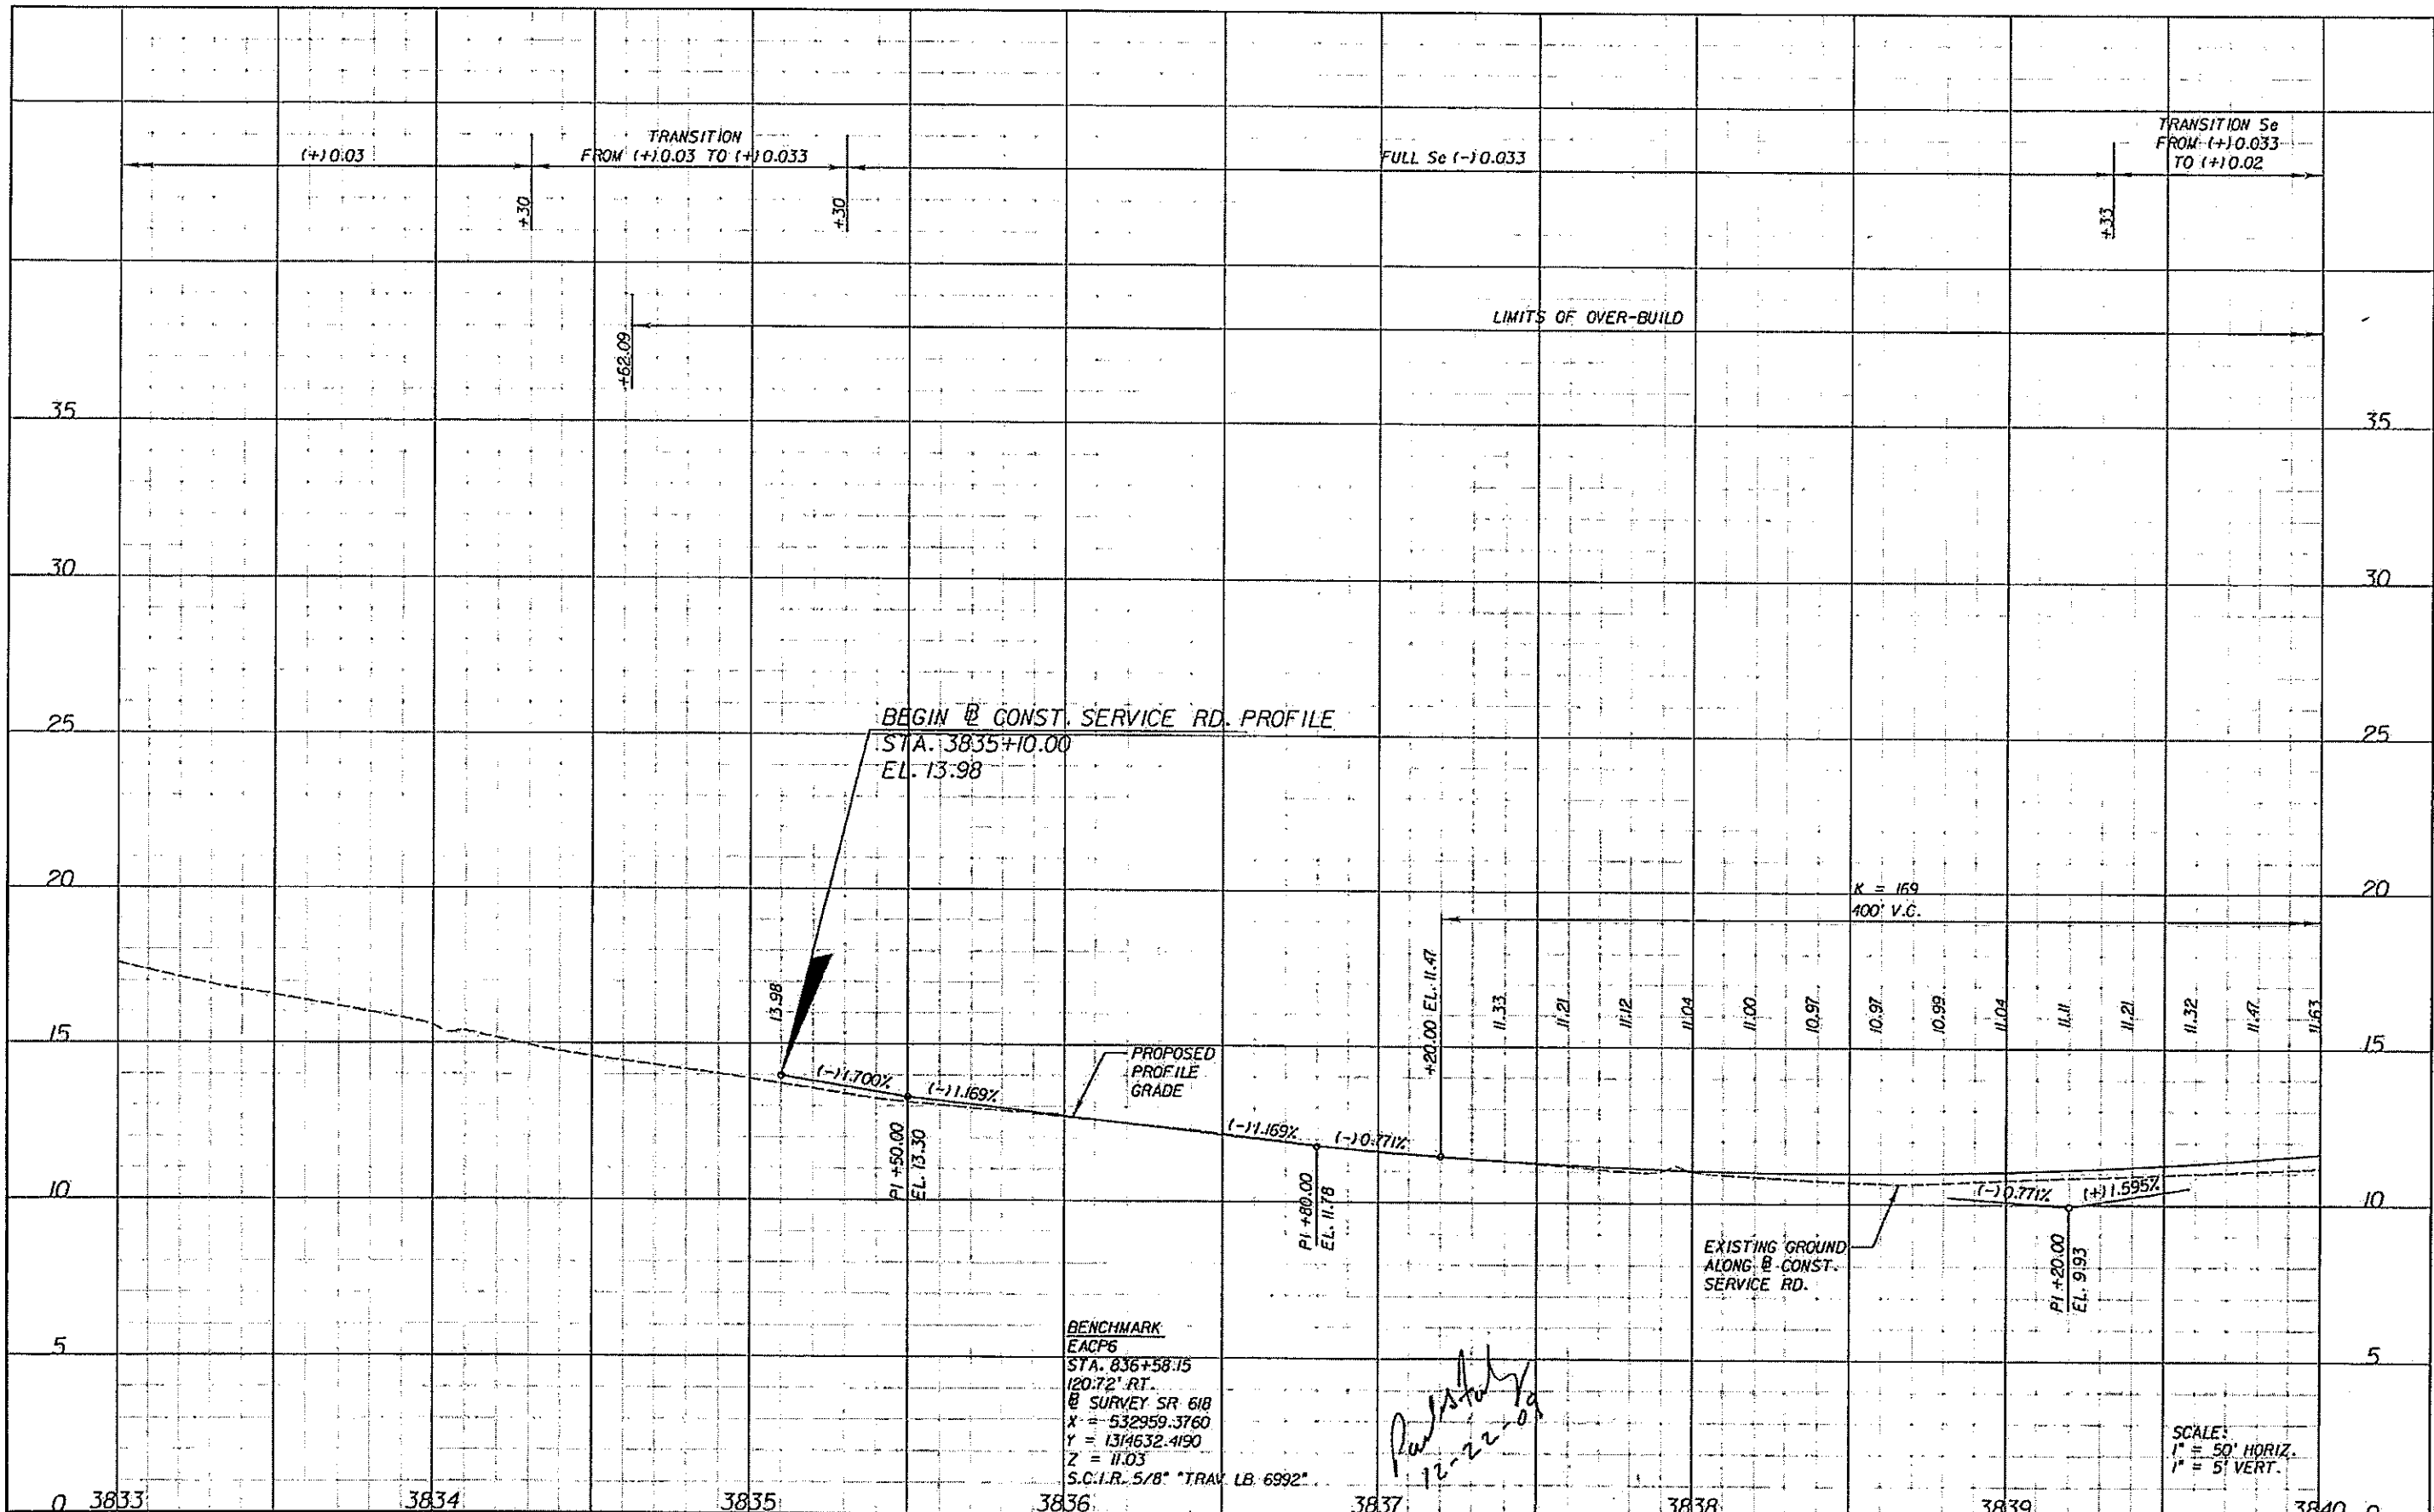 TRANSITION
(+) 0.03
FROM (+) 0.03 TO (+) 0.033
FULL Se (-) 0.033
TRANSITION Se
FROM (+) 0.033
TO (+) 0.02
+30
+30
+33
LIMITS OF OVER-BUILD
+62.09
35
35
30
30
BEGIN ℄ CONST. SERVICE RD. PROFILE
STA. 3835+10.00
EL. 13.98
25
25
20
20
K = 169
400' V.C.
13.98
+20.00 EL. 11.47
11.33
11.21
11.12
11.04
11.00
10.97
10.97
10.99
11.04
11.11
11.21
11.32
11.47
11.63
15
15
(-) 1.700%
(-) 1.169%
PROPOSED
PROFILE
GRADE
(-) 1.169%
(-) 0.771%
PI +50.00
EL. 13.30
PI +80.00
EL. 11.78
10
10
(-) 0.771%
(+) 1.595%
EXISTING GROUND
ALONG ℄ CONST.
SERVICE RD.
PI +20.00
EL. 9.93
BENCHMARK
EACP6
STA. 836+58.15
120.72' RT.
℄ SURVEY SR 618
X = 532959.3760
Y = 1314632.4190
Z = 11.03
S.C.I.R. 5/8" "TRAV. LB 6992"
5
5
12-22-09
SCALE:
1" = 50' HORIZ.
1" = 5' VERT.
0
3833
3834
3835
3836
3837
3838
3839
3840
0